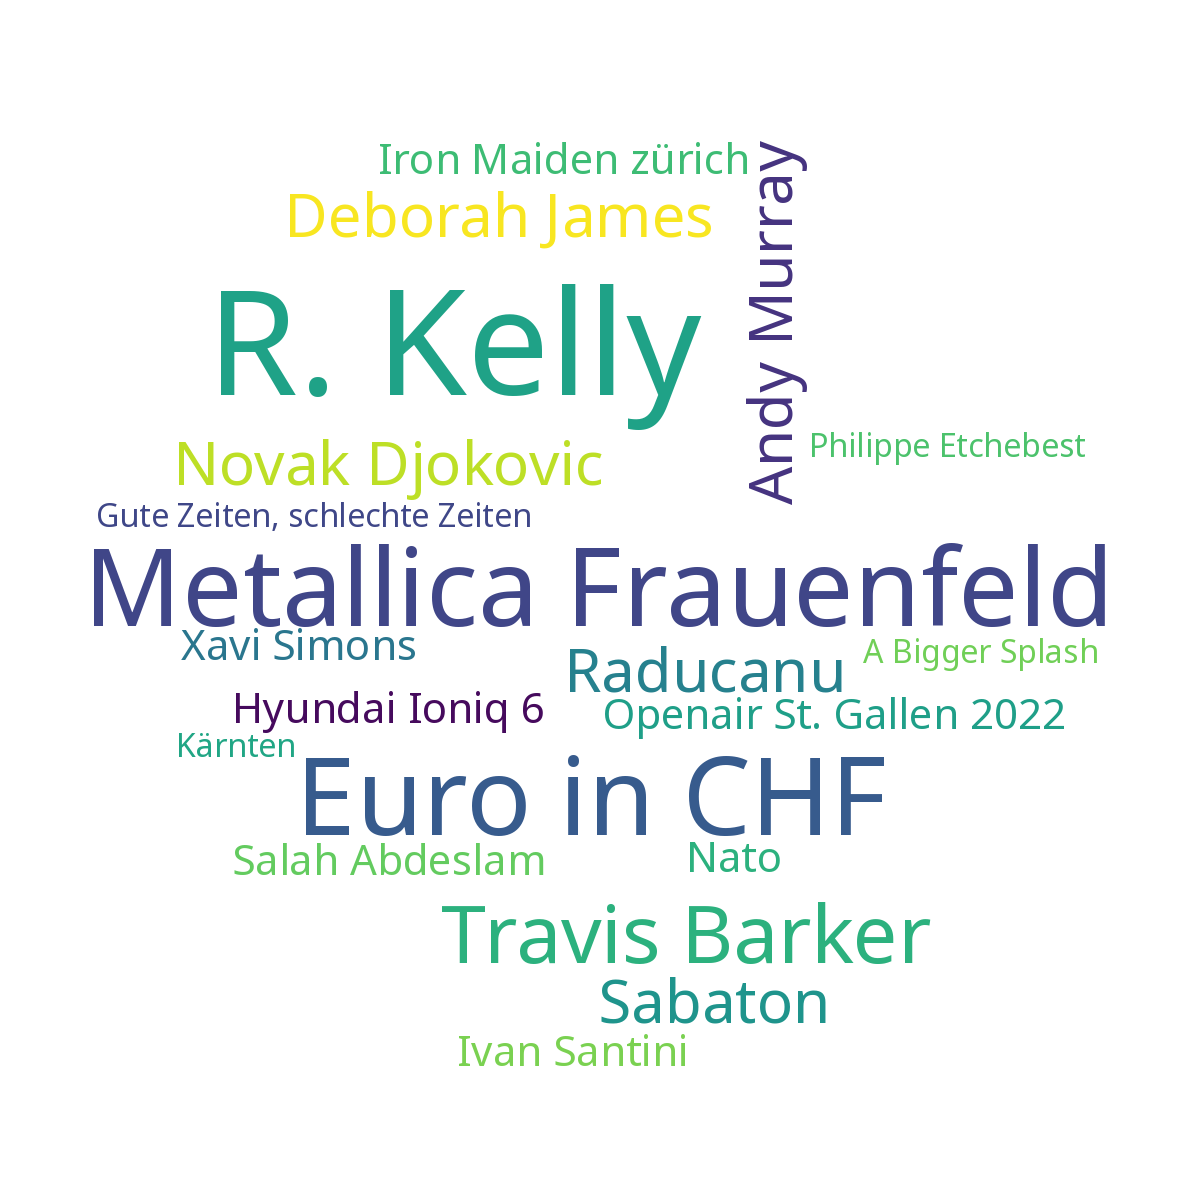 Iron Maiden zürich
Deborah James
Andy Murray
R. Kelly
Novak Djokovic
Philippe Etchebest
Gute Zeiten, schlechte Zeiten
Metallica Frauenfeld
Xavi Simons
Raducanu
A Bigger Splash
Hyundai Ioniq 6
Openair St. Gallen 2022
Kärnten
Euro in CHF
Salah Abdeslam
Nato
Travis Barker
Sabaton
Ivan Santini